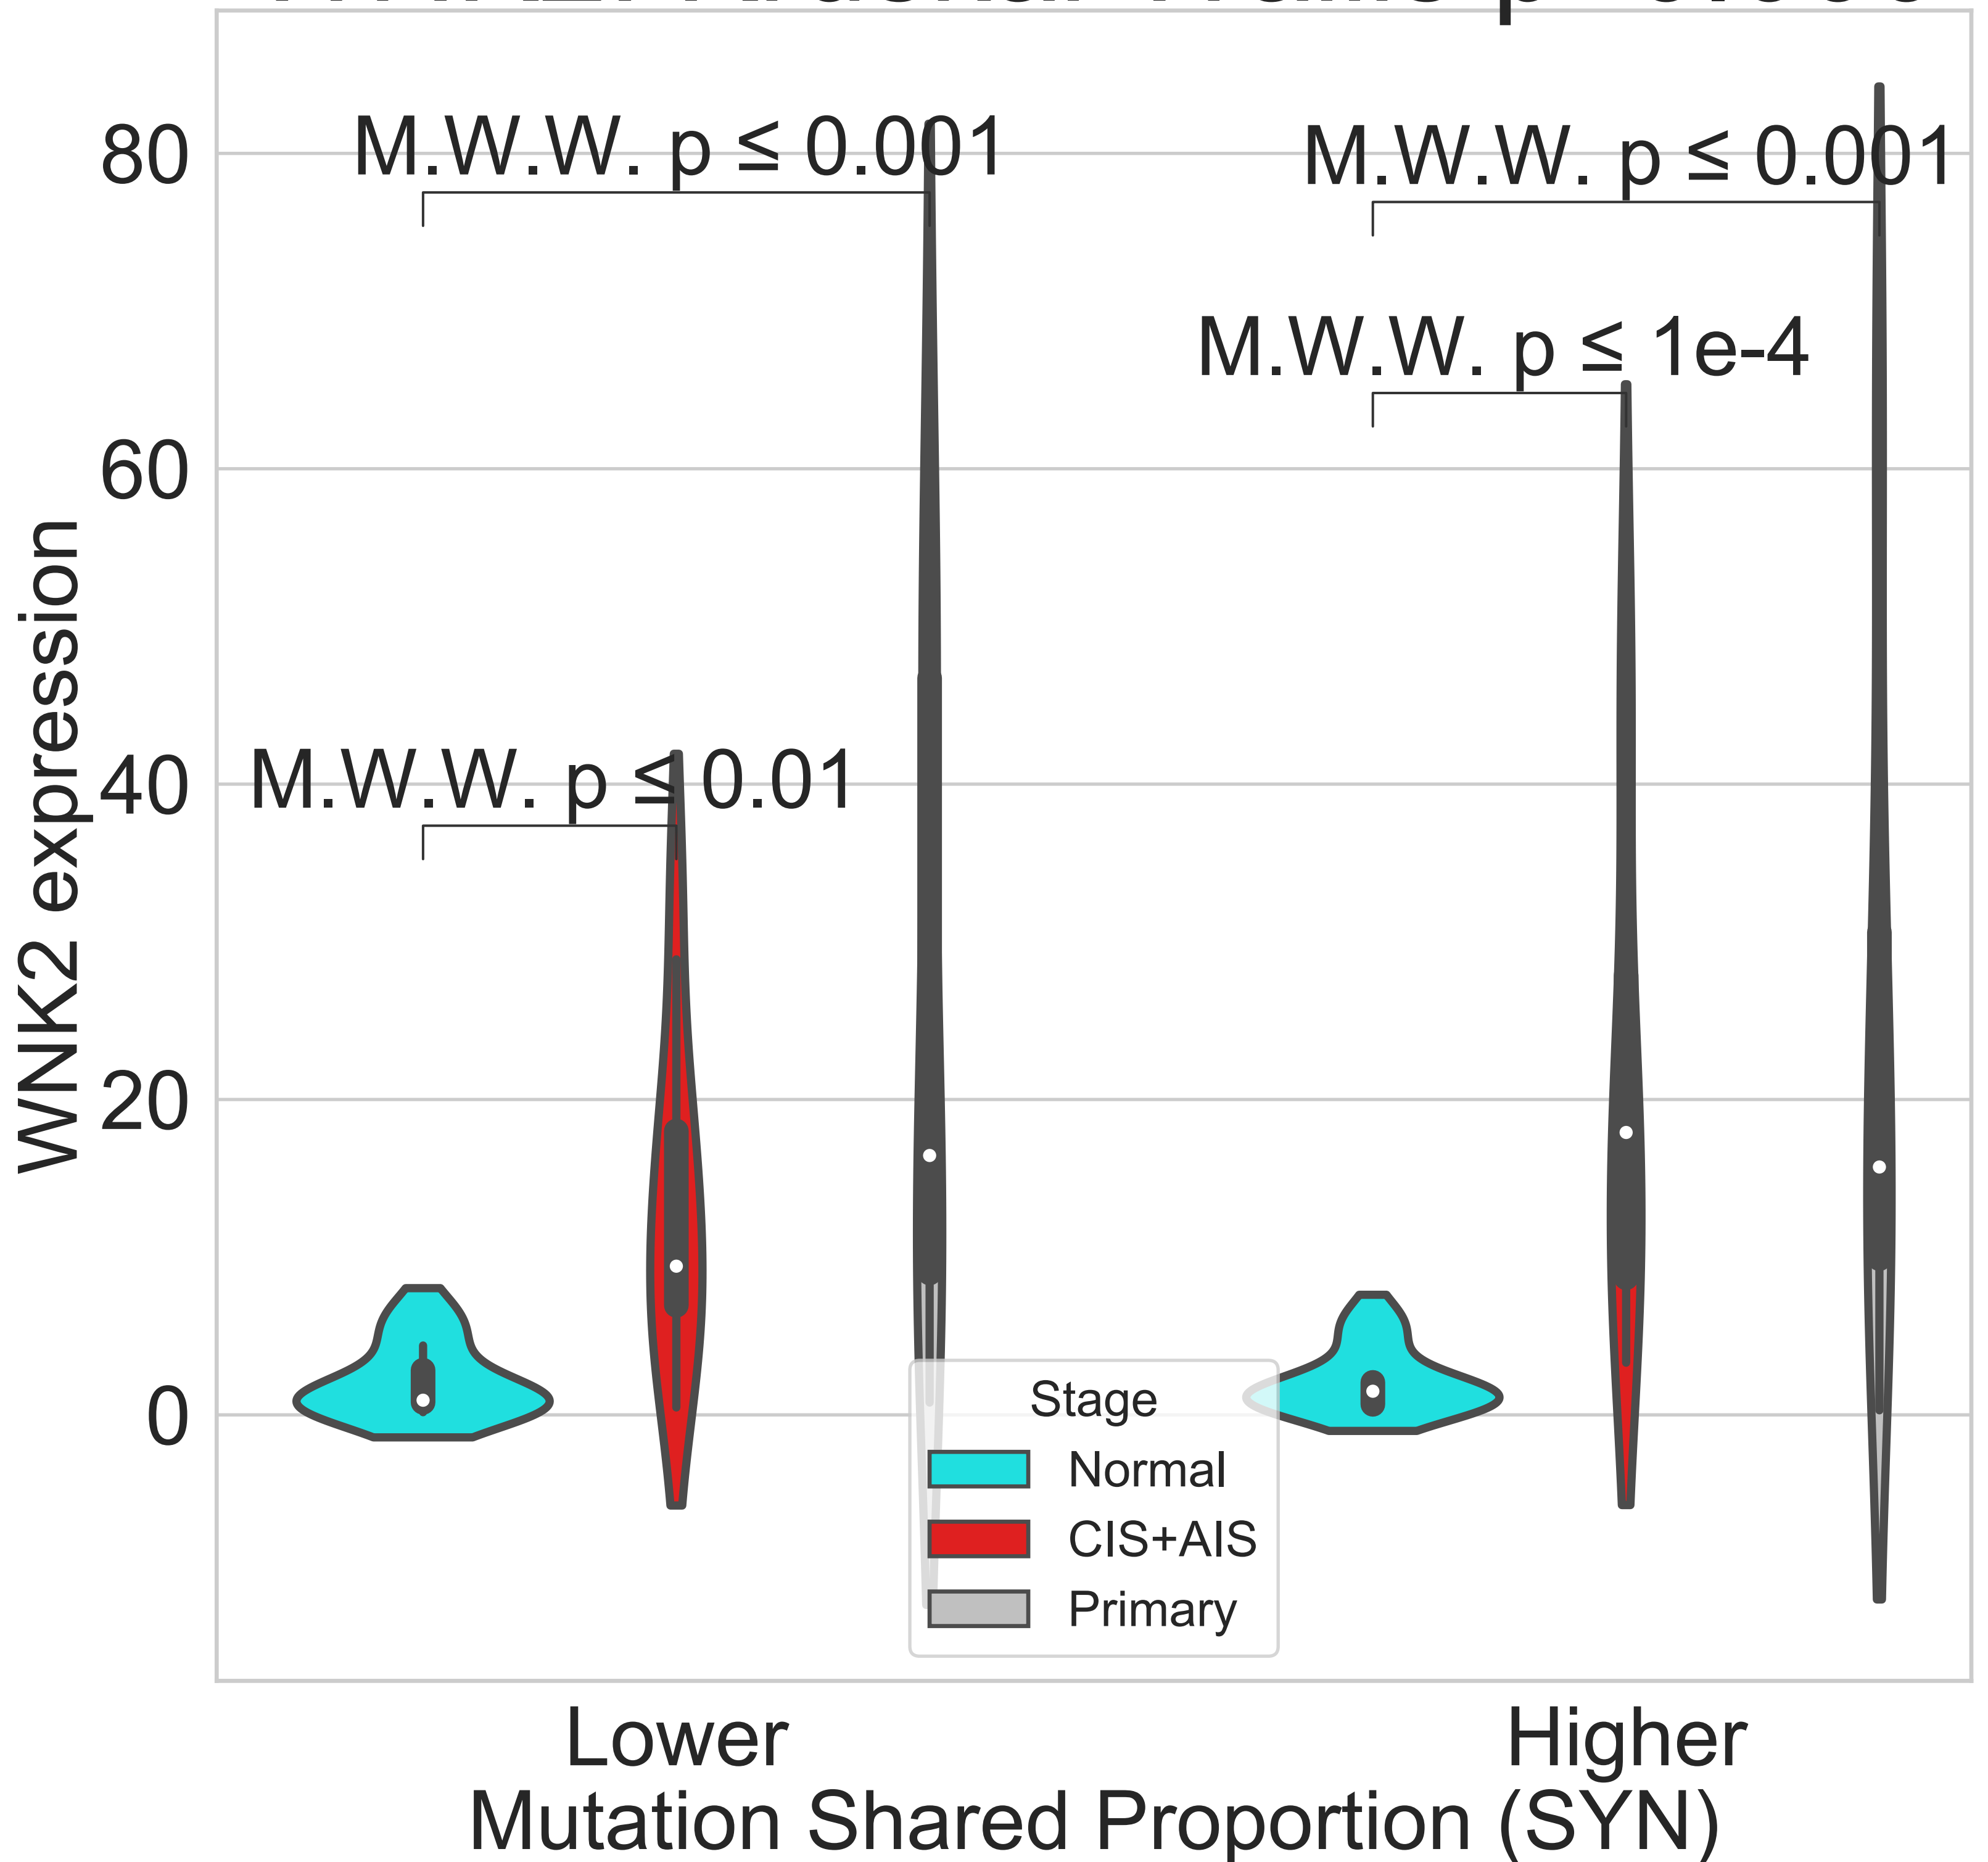 M.W.W. p ≤ 0.001
M.W.W. p ≤ 0.001
M.W.W. p ≤ 1e-4
M.W.W. p ≤ 0.01
80
60
40
20
0
WNK2 expression
Stage
Normal
CIS+AIS
Primary
Lower
Higher
Mutation Shared Proportion (SYN)